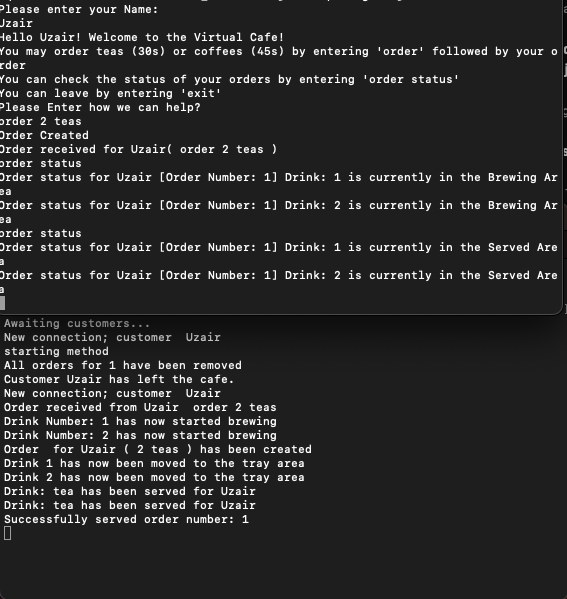 Please enter your Name:
Uzair
Hello Uzair! Welcome to the Virtual Cafe!
You may order teas (30s) or coffees (45s) by entering 'order' followed by your o
rder
You can check the status of your orders by entering 'order status'
You can leave by entering 'exit'
Please Enter how we can help?
order 2 teas
Order Created
Order received for Uzair( order 2 teas )
order status
Order status for Uzair [Order Number: 1] Drink: 1 is currently in the Brewing Ar
ea
Order status for Uzair [Order Number: 1] Drink: 2 is currently in the Brewing Ar
ea
order status
Order status for Uzair [Order Number: 1] Drink: 1 is currently in the Served Are
a
Order status for Uzair [Order Number: 1] Drink: 2 is currently in the Served Are
a
Awaiting customers...
New connection; customer  Uzair
starting method
All orders for 1 have been removed
Customer Uzair has left the cafe.
New connection; customer  Uzair
Order received from Uzair  order 2 teas
Drink Number: 1 has now started brewing
Drink Number: 2 has now started brewing
Order  for Uzair ( 2 teas ) has been created
Drink 1 has now been moved to the tray area
Drink 2 has now been moved to the tray area
Drink: tea has been served for Uzair
Drink: tea has been served for Uzair
Successfully served order number: 1